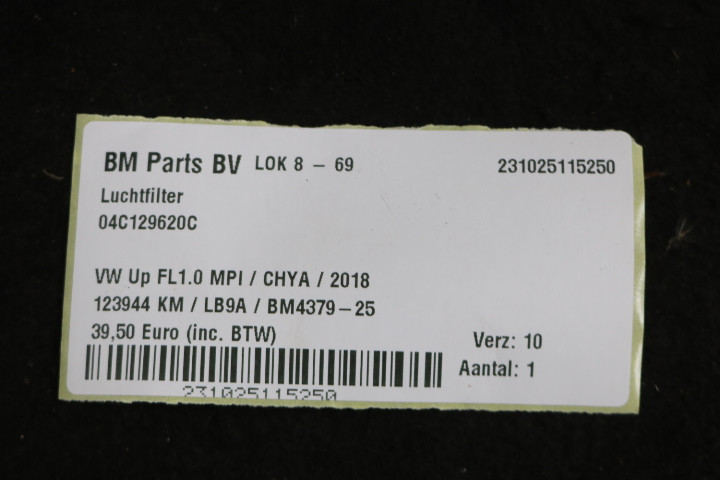 BM Parts BV LOK 8 - 69 231025115250
Luchtfilter
04C129620C
VW Up FL1.0 MPI / CHYA / 2018
123944 KM / LB9A / BM4379-25
39,50 Euro (inc. BTW) Verz: 10
Aantal: 1
231025115250